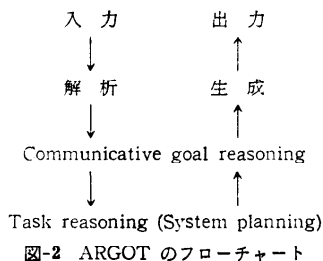 入力 出力
解析 生成
Communicative goal reasoning
Task reasoning (System planning)
図-2 ARGOT のフローチャート